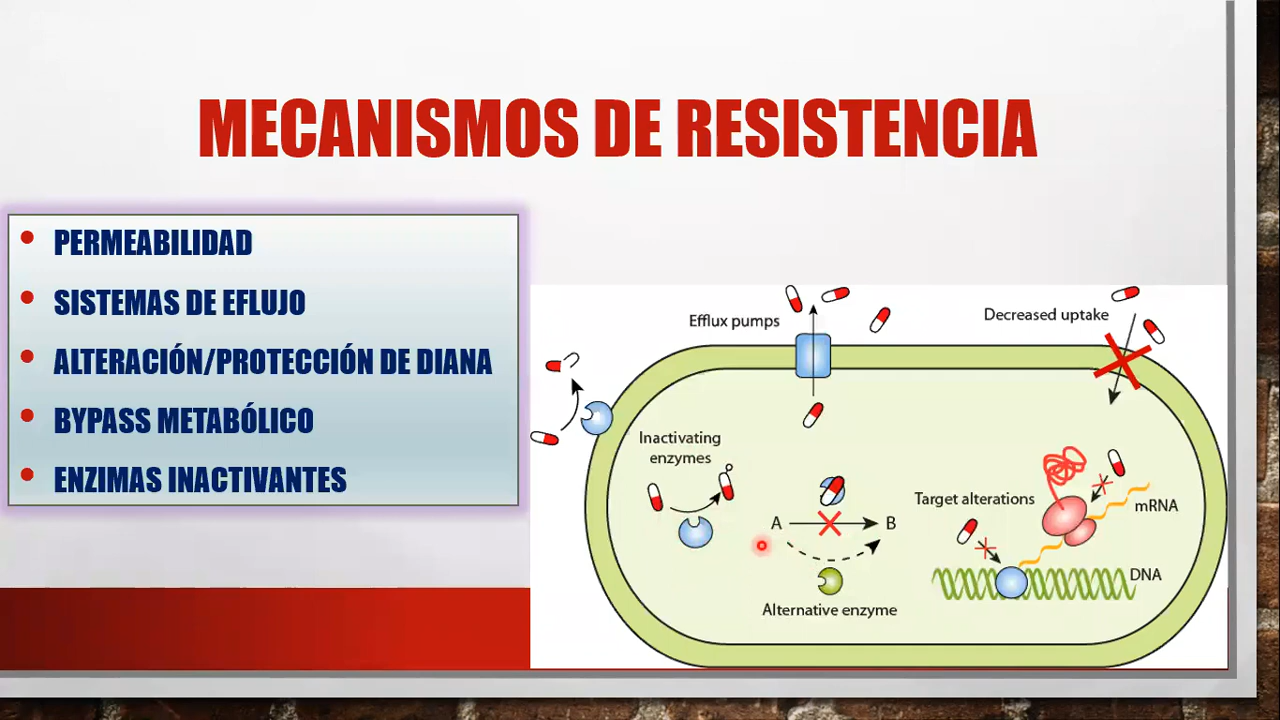 MECANISMOS DE RESISTENCIA
• PERMEABILIDAD
• SISTEMAS DE EFLUJO
• ALTERACIÓN/PROTECCIÓN DE DIANA
• BYPASS METABÓLICO
• ENZIMAS INACTIVANTES
Efflux pumps
Decreased uptake
Inactivating
enzymes
A
B
Target alterations
mRNA
DNA
Alternative enzyme